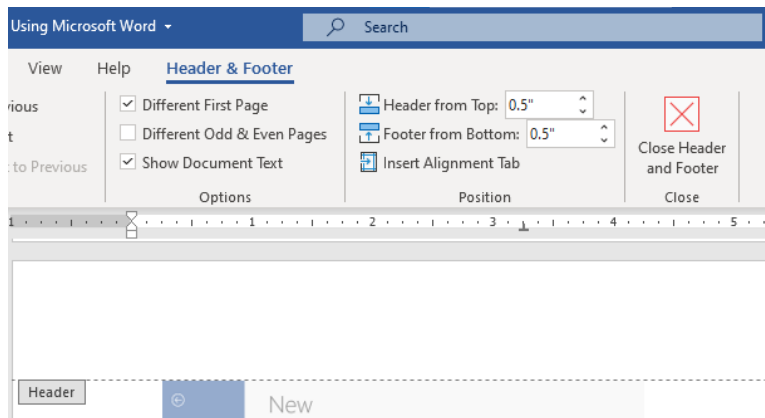 Using Microsoft Word
Search
View Help Header & Footer
Different First Page
Different Odd & Even Pages
Show Document Text
to Previous
Options
Header from Top: 0.5"
Footer from Bottom: 0.5"
Insert Alignment Tab
Position
Close Header
and Footer
Close
1 1 2 3 4 5
Header
New